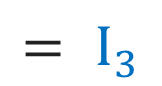 = I₃